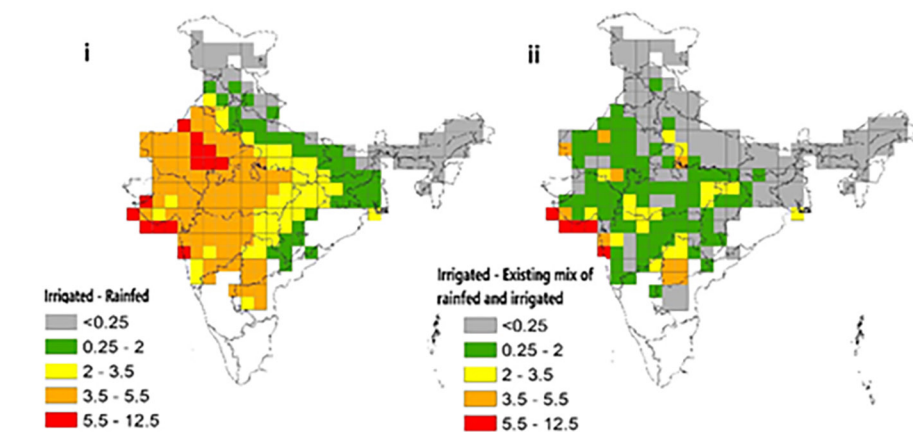 i
Irrigated - Rainfed
<0.25
0.25 - 2
2 - 3.5
3.5 - 5.5
5.5 - 12.5
ii
Irrigated - Existing mix of
rainfed and irrigated
<0.25
0.25 - 2
2 - 3.5
3.5 - 5.5
5.5 - 12.5